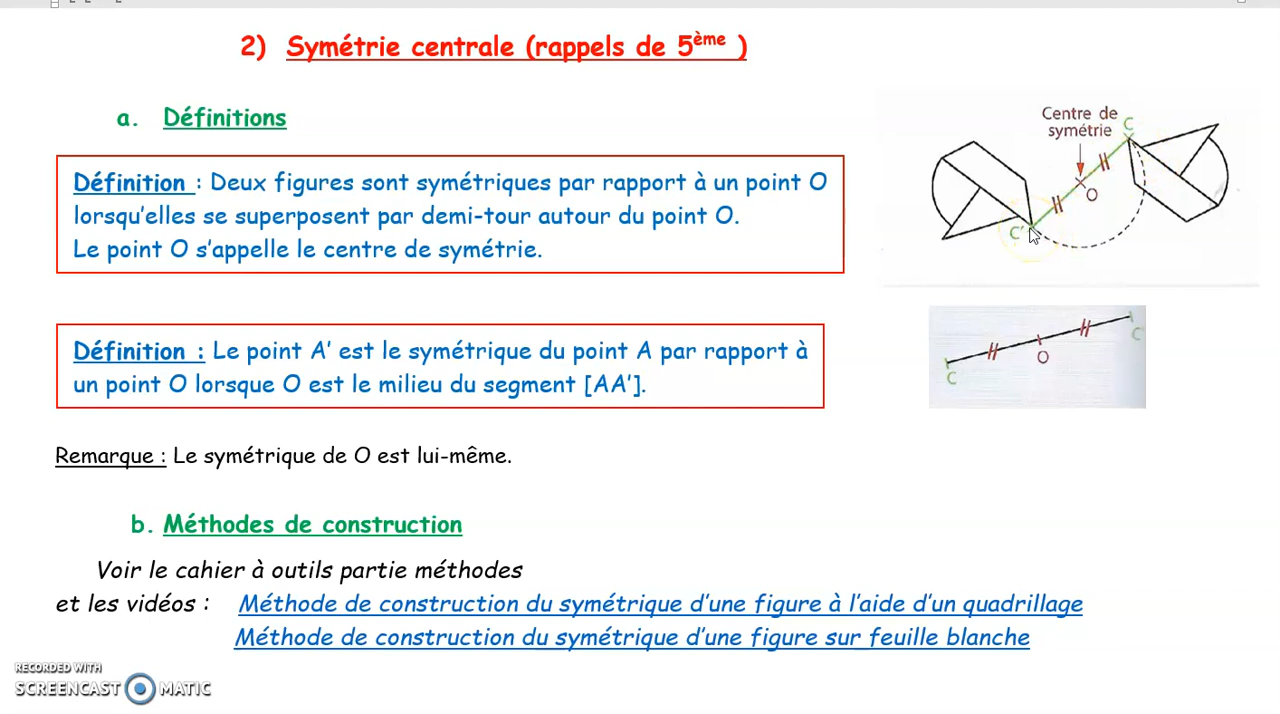 2) Symétrie centrale (rappels de 5ème )
a. Définitions
Définition : Deux figures sont symétriques par rapport à un point O
lorsqu'elles se superposent par demi-tour autour du point O.
Le point O s'appelle le centre de symétrie.
Centre de
symétrie
C
O
C'
Définition : Le point A' est le symétrique du point A par rapport à
un point O lorsque O est le milieu du segment [AA'].
C
O
C
Remarque : Le symétrique de O est lui-même.
b. Méthodes de construction
Voir le cahier à outils partie méthodes
et les vidéos : Méthode de construction du symétrique d'une figure à l'aide d'un quadrillage
Méthode de construction du symétrique d'une figure sur feuille blanche
RECORDED WITH
SCREENCAST MATIC